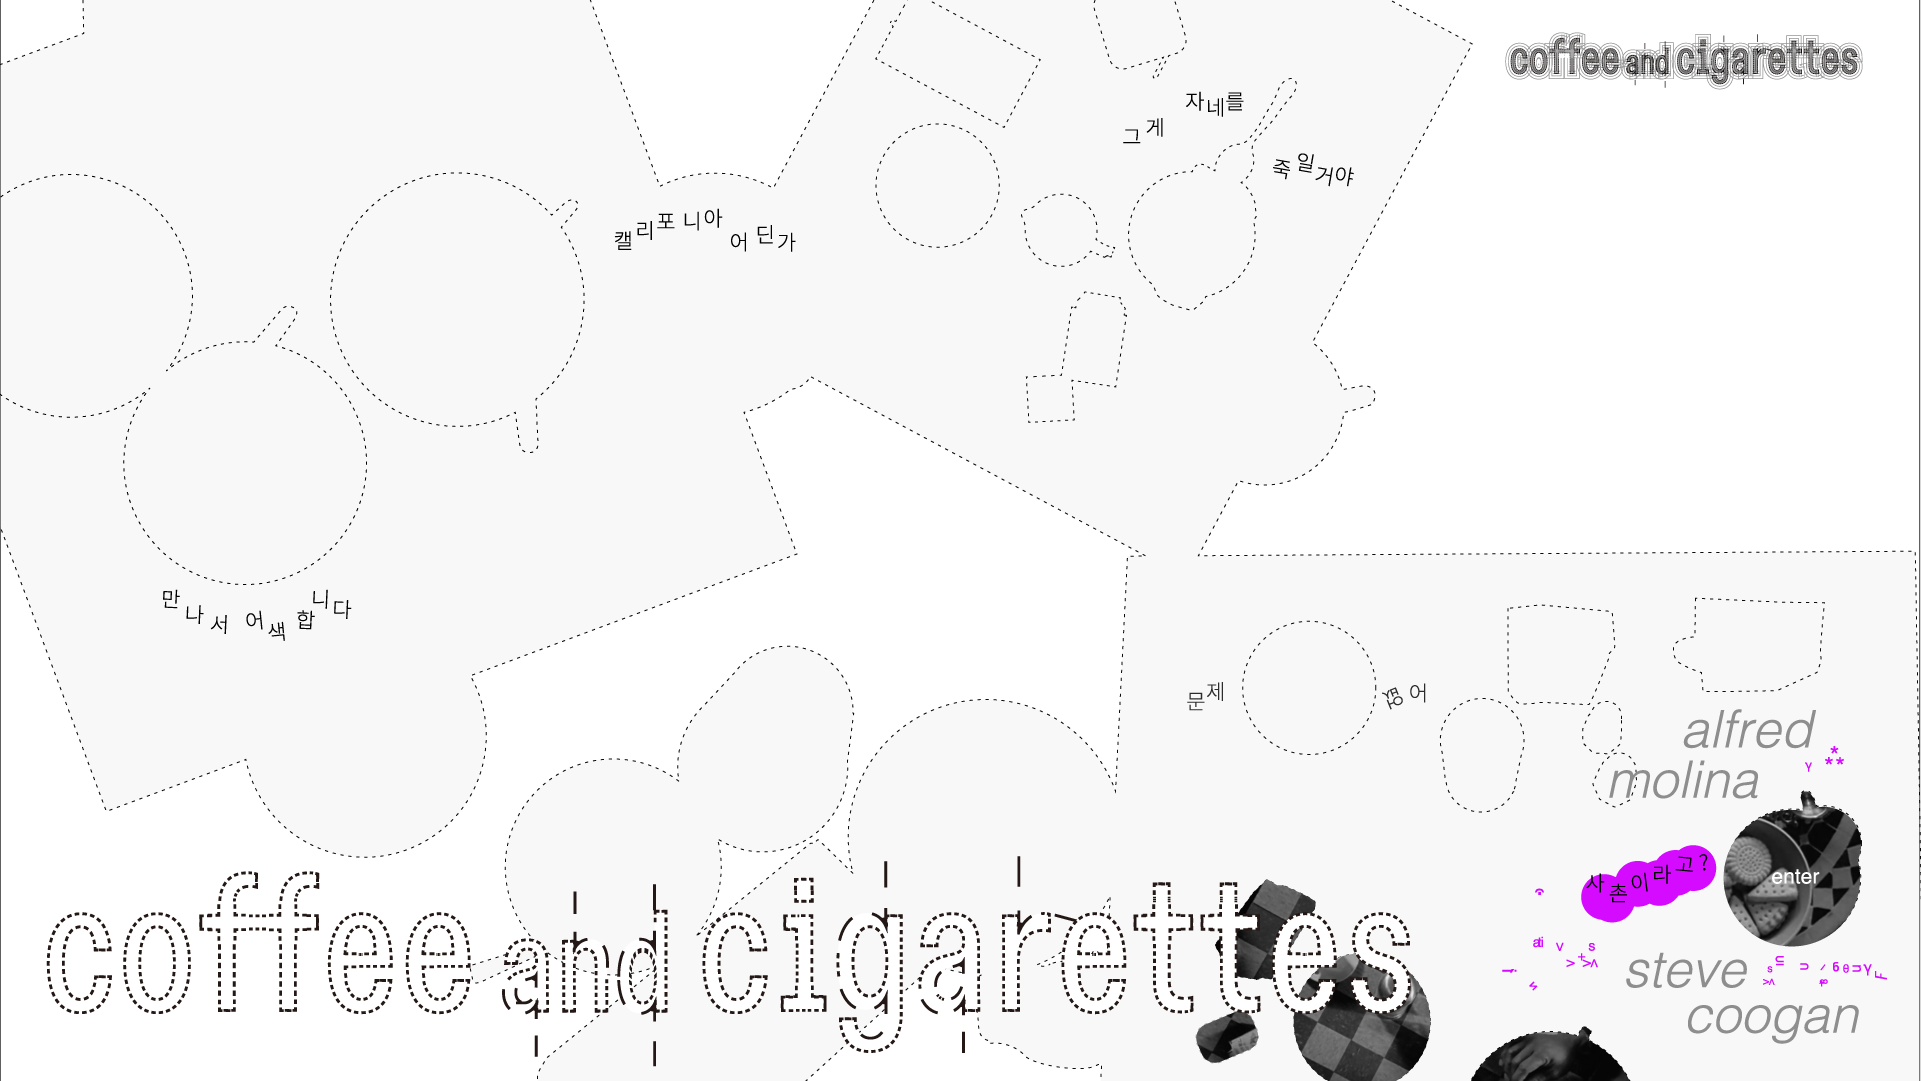 coffee and cigarettes
자네를
그게
죽일거야
캘리포니아
어딘가
만나서 어색합니다
문제
없어
alfred
molina
사촌이라고?
enter
steve
coogan
coffee and cigarettes